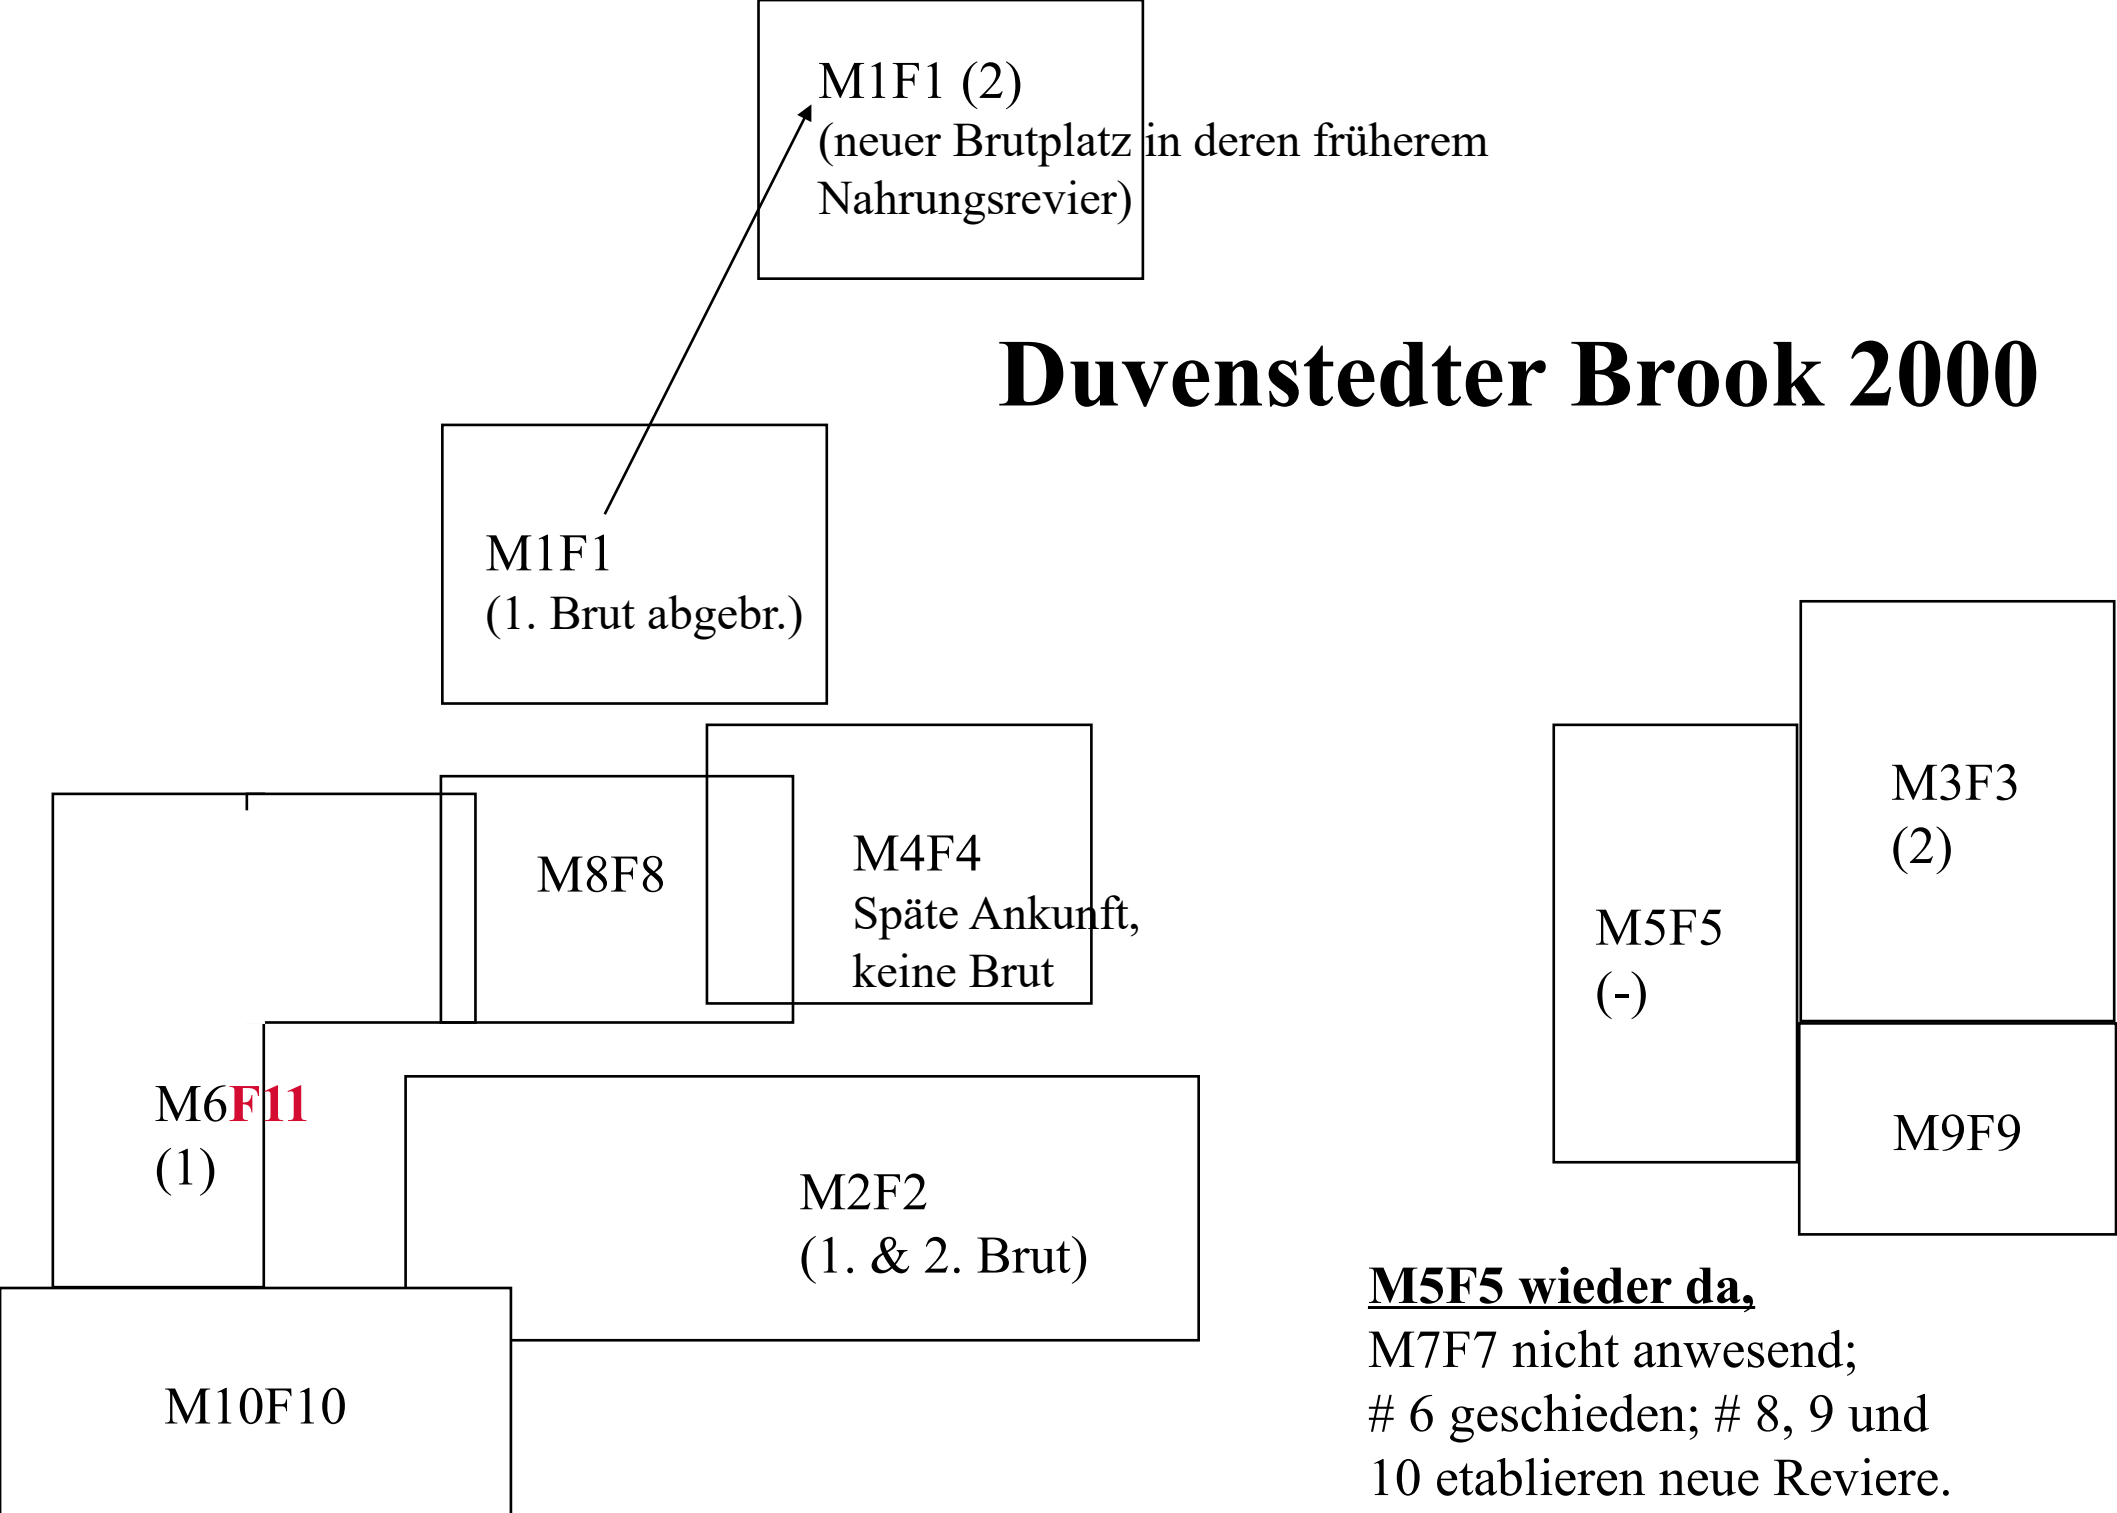 M1F1 (2)
(neuer Brutplatz in deren früherem
Nahrungsrevier)
Duvenstedter Brook 2000
M1F1
(1. Brut abgebr.)
M8F8
M4F4
Späte Ankunft,
keine Brut
M3F3
(2)
M5F5
(-)
M6F11
(1)
M9F9
M2F2
(1. & 2. Brut)
M10F10
M5F5 wieder da,
M7F7 nicht anwesend;
# 6 geschieden; # 8, 9 und
10 etablieren neue Reviere.